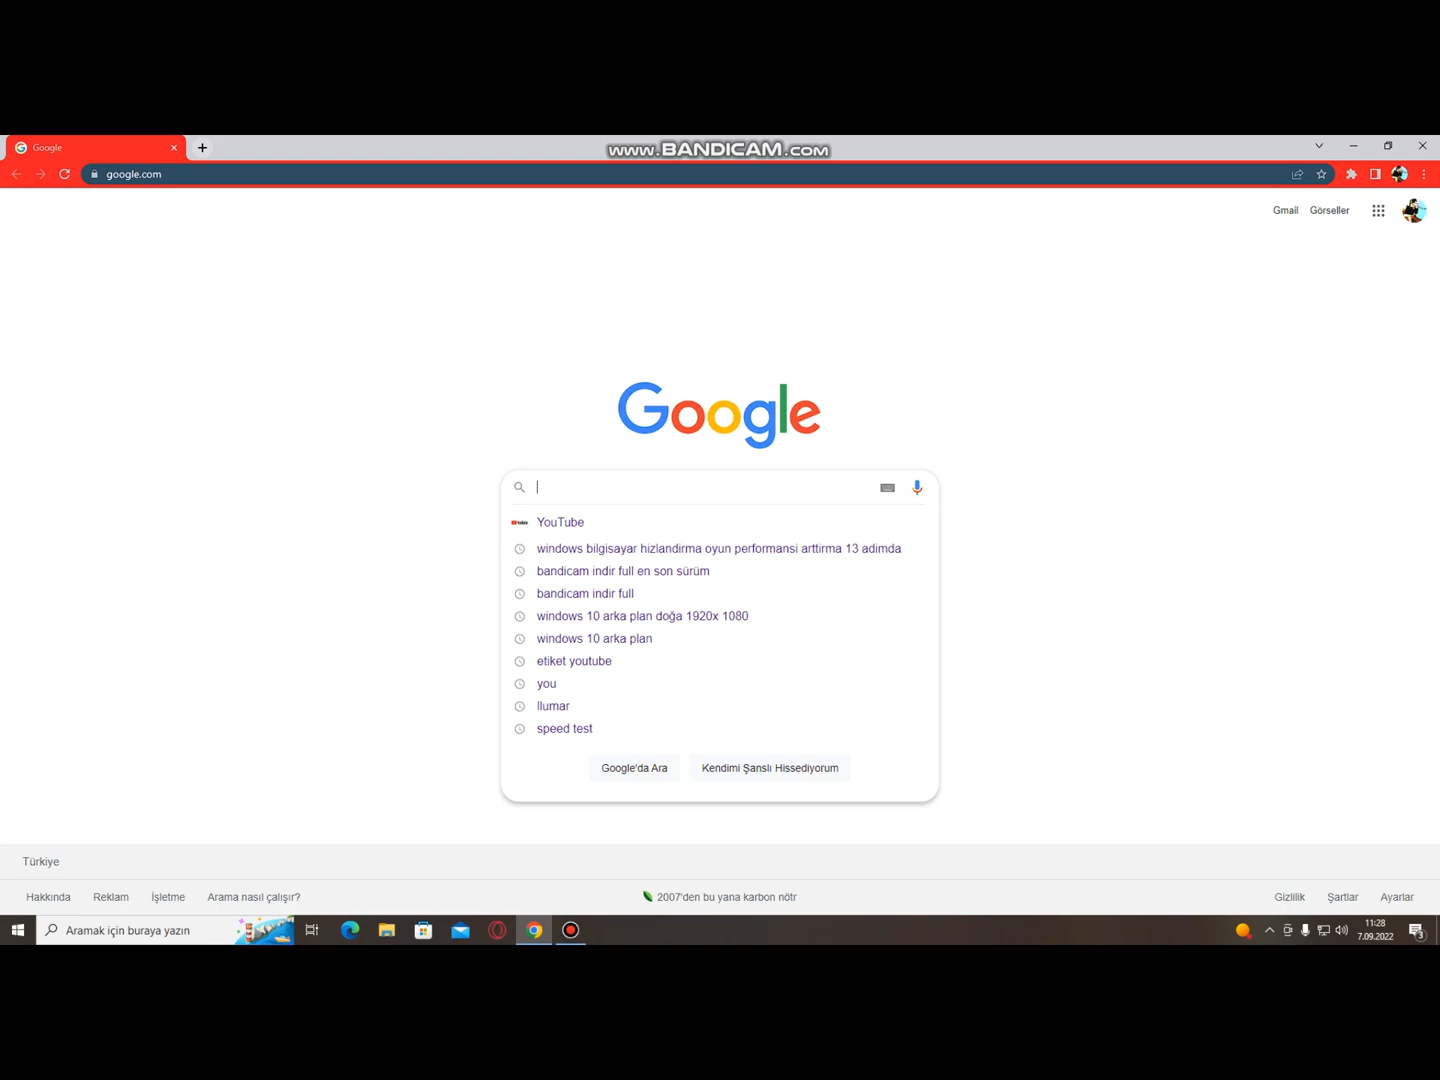 Google
www.BANDICAM.com
google.com
Gmail Görseller
Google
YouTube
windows bilgisayar hizlandirma oyun performansi arttirma 13 adimda
bandicam indir full en son sürüm
bandicam indir full
windows 10 arka plan doğa 1920x 1080
windows 10 arka plan
etiket youtube
you
llumar
speed test
Google'da Ara Kendimi Şanslı Hissediyorum
Türkiye
Hakkında Reklam İşletme Arama nasıl çalışır? 2007'den bu yana karbon nötr Gizlilik Şartlar Ayarlar
Arama için buraya yazın 11:28
7.09.2022 3